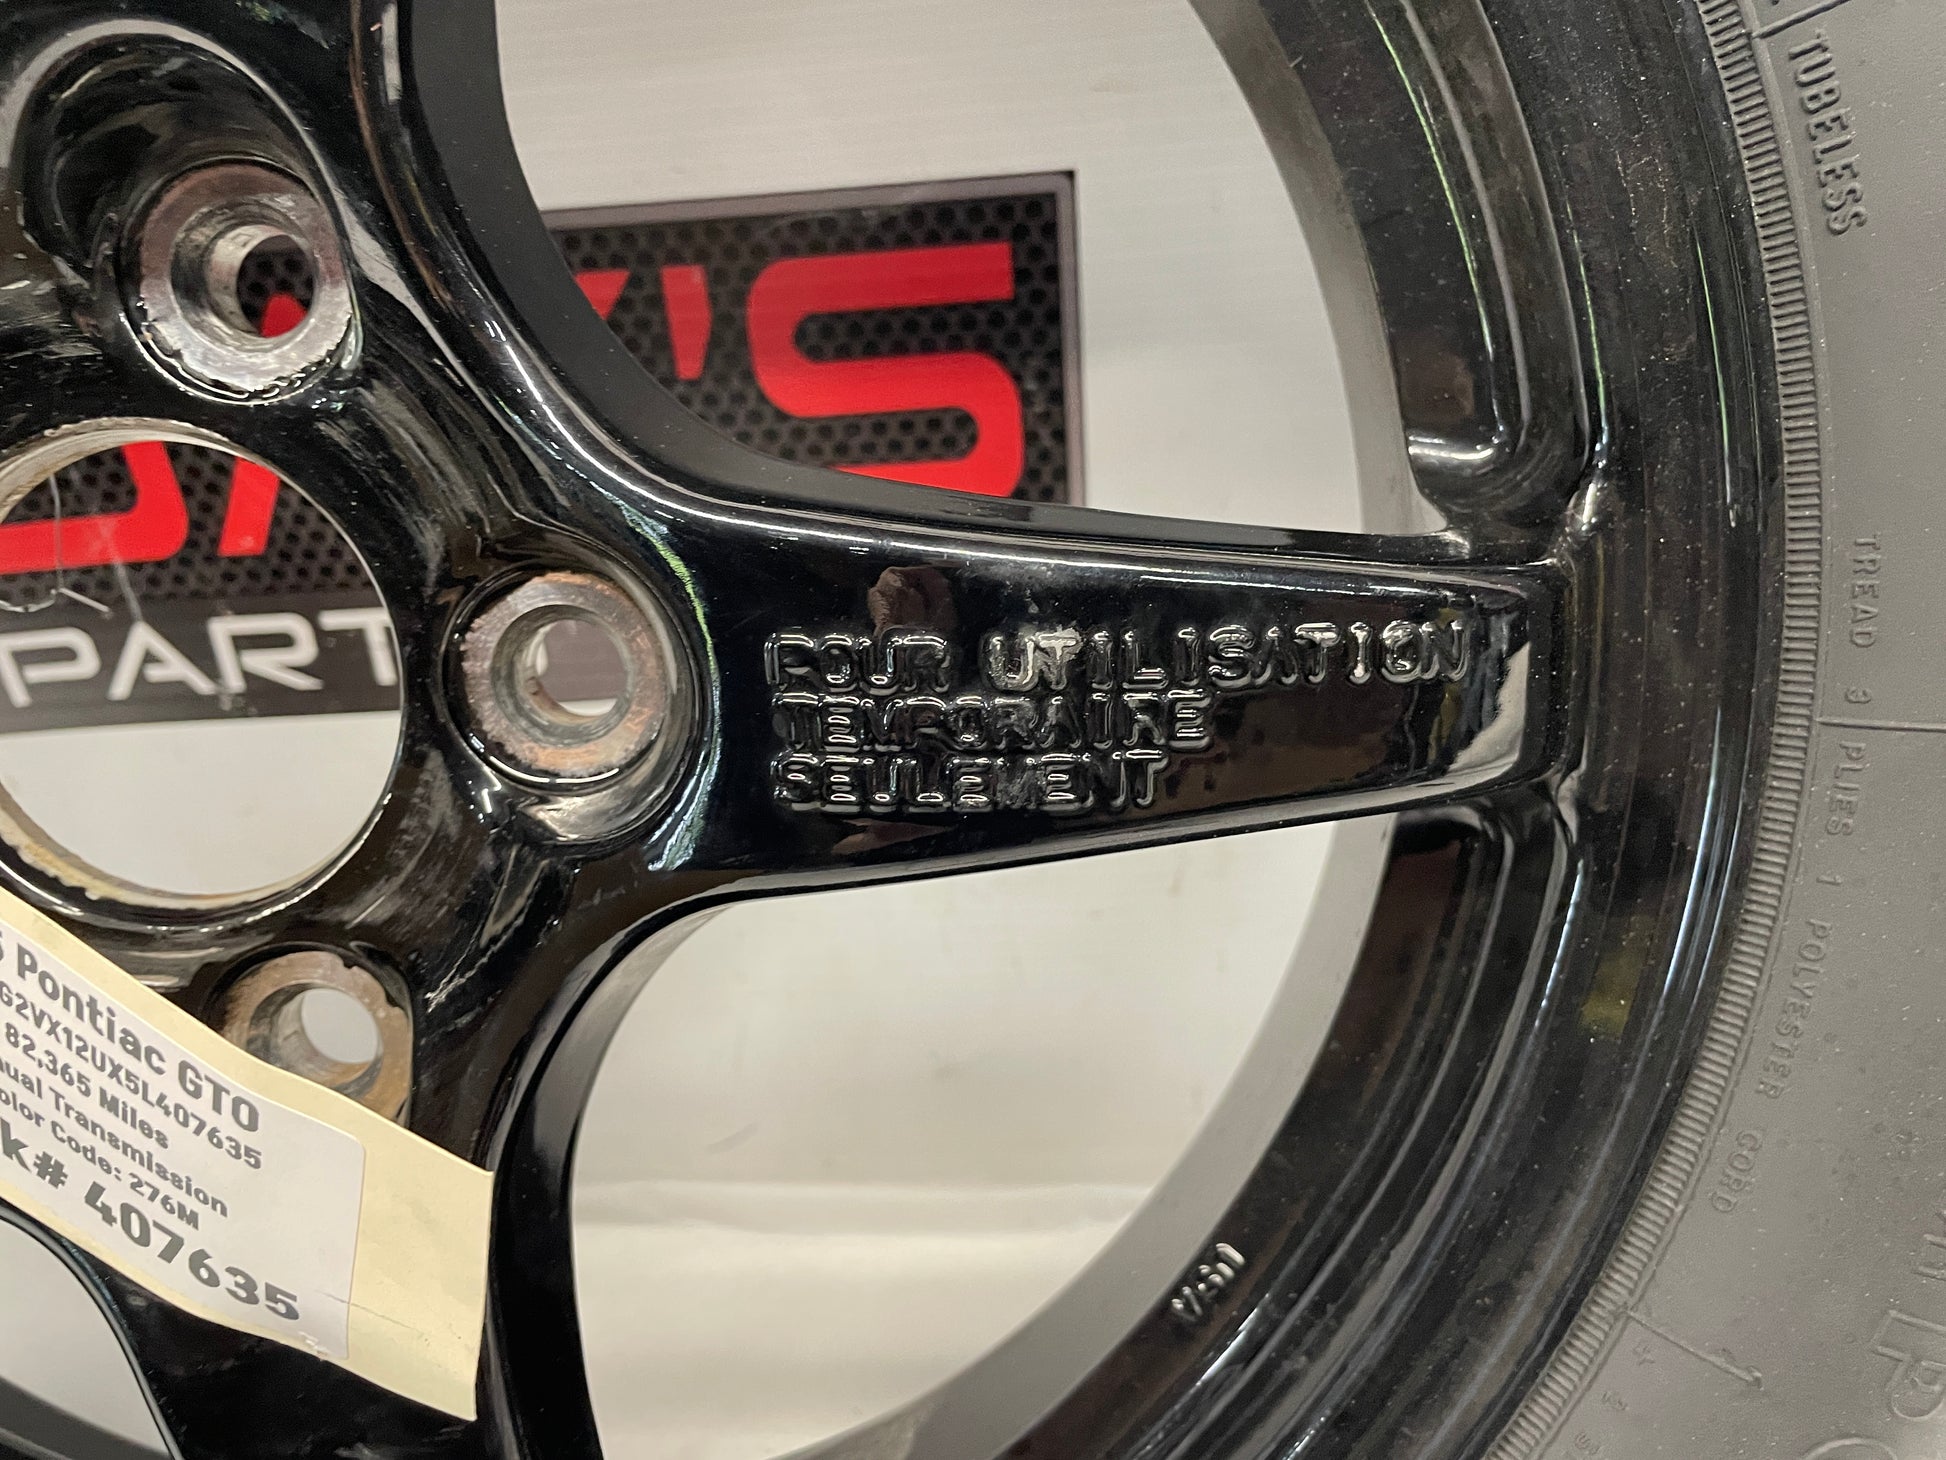 TUBELESS
'S
PART
POUR UTILISATION
TEMPORAIRE
SEULEMENT
TREAD 3 PLIES 1 POLYESTER CORD
Pontiac GTO
G2VX12UX5L407635
82,365 Miles
Transmission
Code: 276M
k# 407635